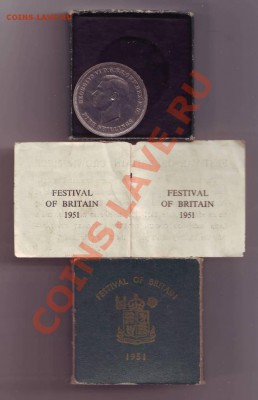 COINS.LAVE.RU
FESTIVAL
OF BRITAIN
1951
FESTIVAL
OF BRITAIN
1951
FESTIVAL OF BRITAIN
1951
COINS.LAVE.RU